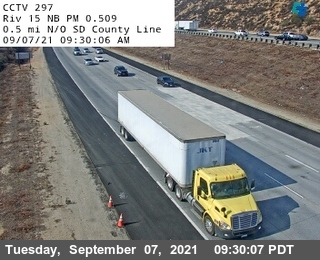 CCTV 297
Riv 15 NB PM 0.509
0.5 mi N/O SD County Line
09/07/21 09:30:06 AM
Tuesday, September 07, 2021 09:30:07 PDT